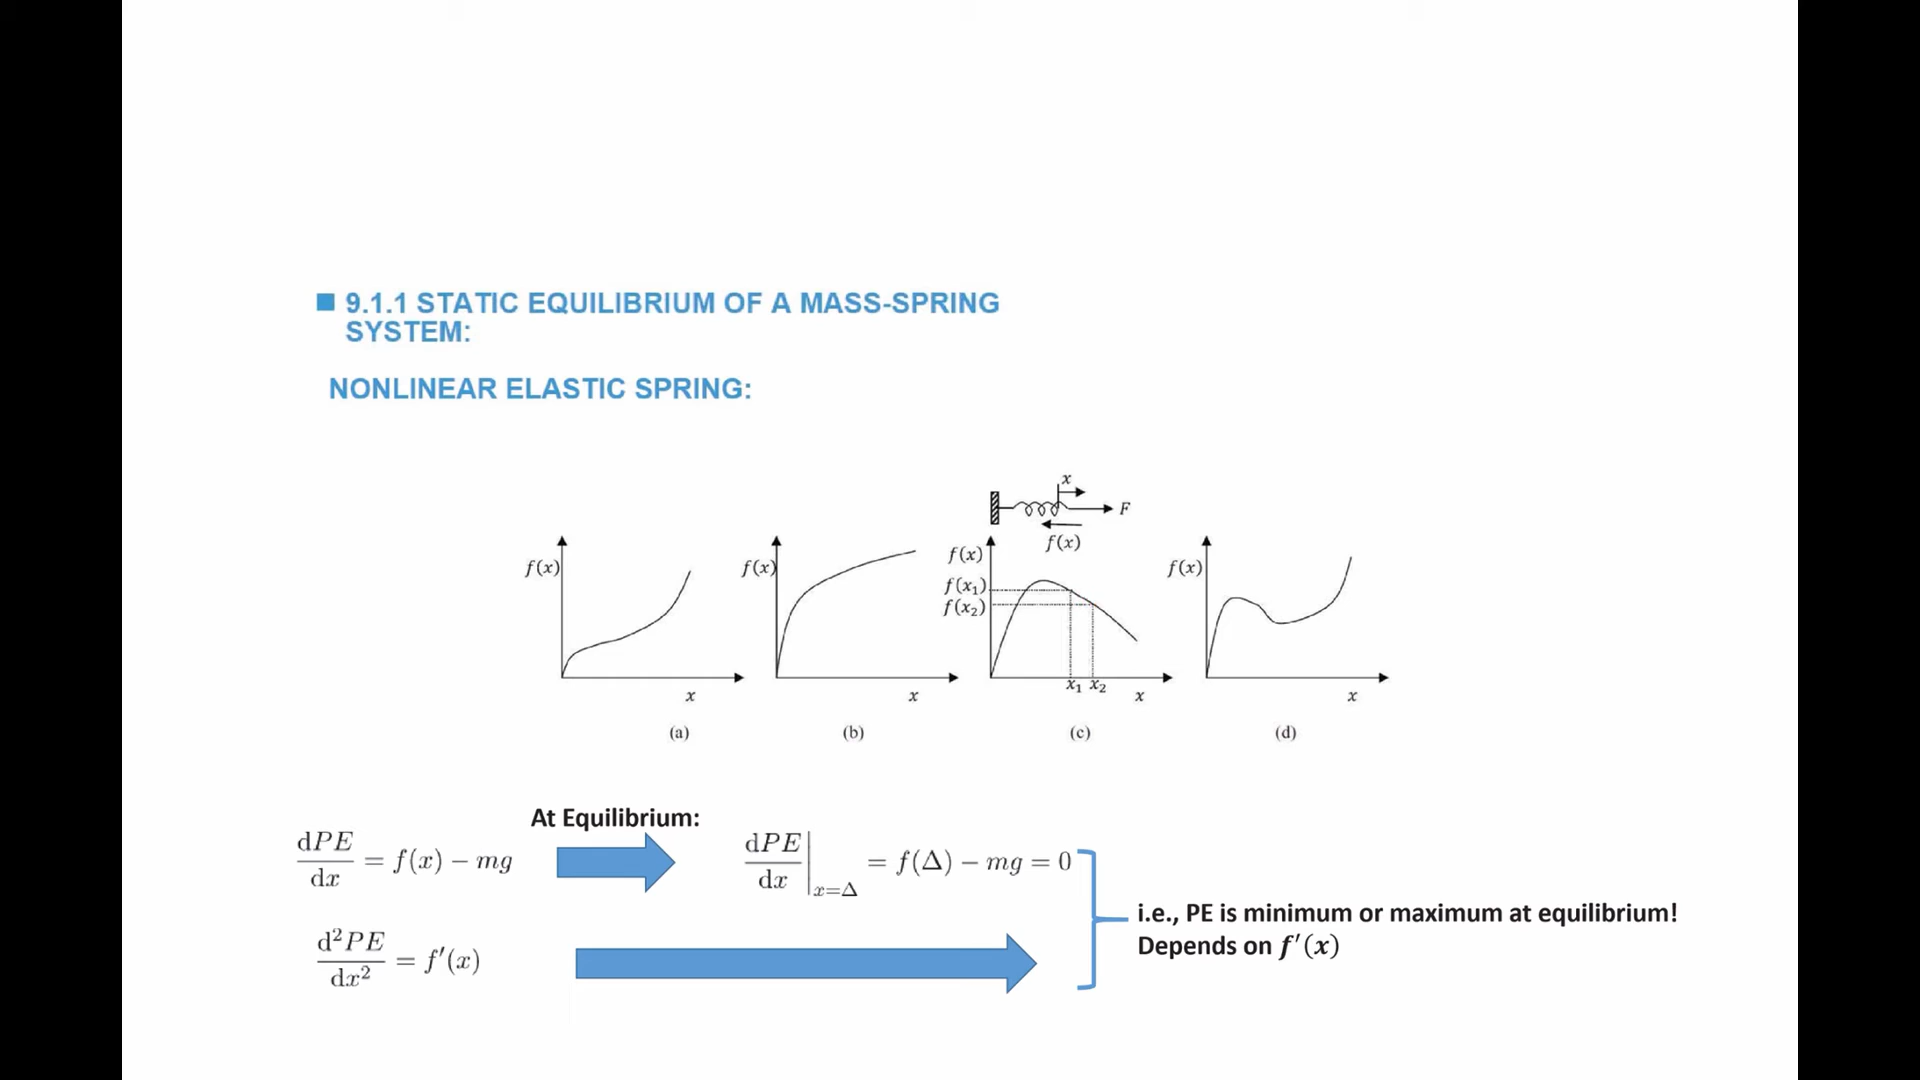 ■ 9.1.1 STATIC EQUILIBRIUM OF A MASS-SPRING
SYSTEM:
NONLINEAR ELASTIC SPRING:
x
F
f(x)
f(x)
x
(a)
f(x)
x
(b)
f(x)
f(x₁)
f(x₂)
x₁ x₂
x
(c)
f(x)
x
(d)
At Equilibrium:
dPE/dx = f(x) − mg
dPE/dx |x=Δ = f(Δ) − mg = 0
d²PE/dx² = f′(x)
i.e., PE is minimum or maximum at equilibrium!
Depends on f′(x)